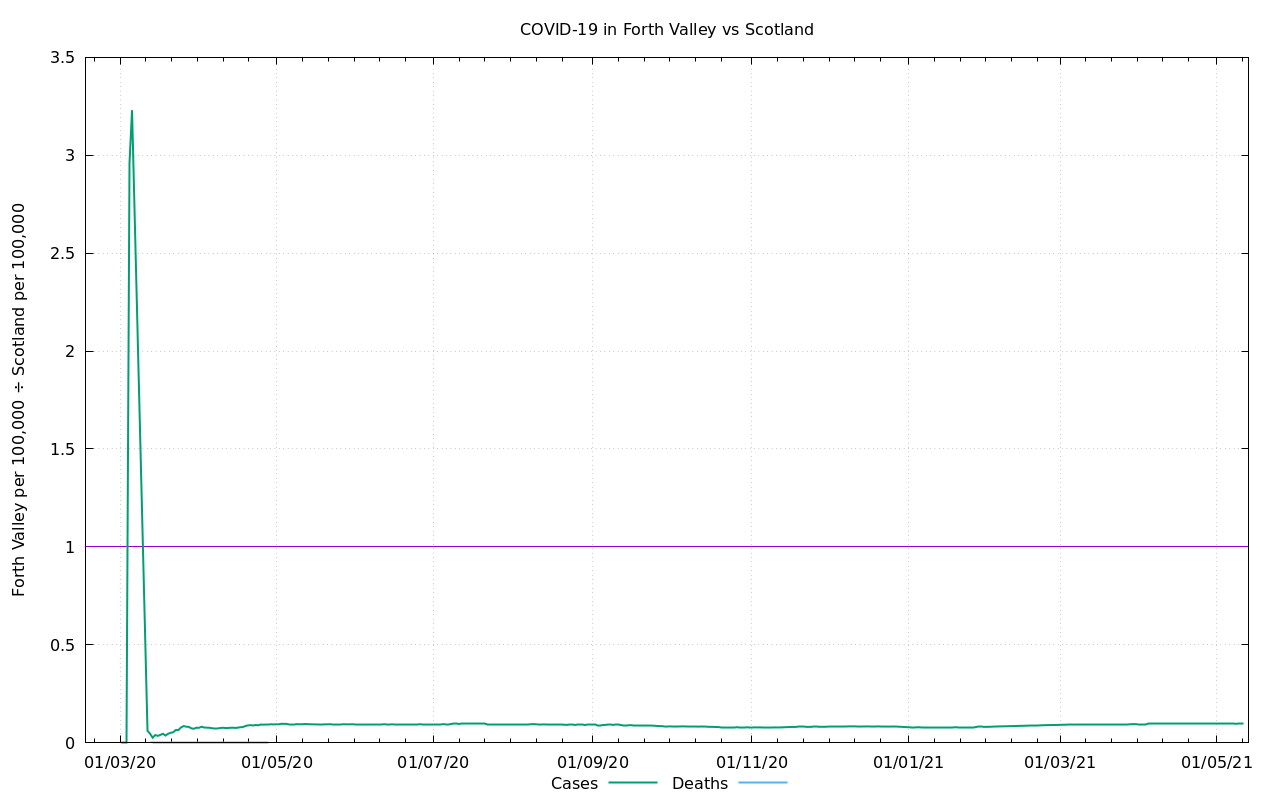 COVID-19 in Forth Valley vs Scotland
Forth Valley per 100,000 ÷ Scotland per 100,000
3.5
3
2.5
2
1.5
1
0.5
0
01/03/20 01/05/20 01/07/20 01/09/20 01/11/20 01/01/21 01/03/21 01/05/21
Cases Deaths